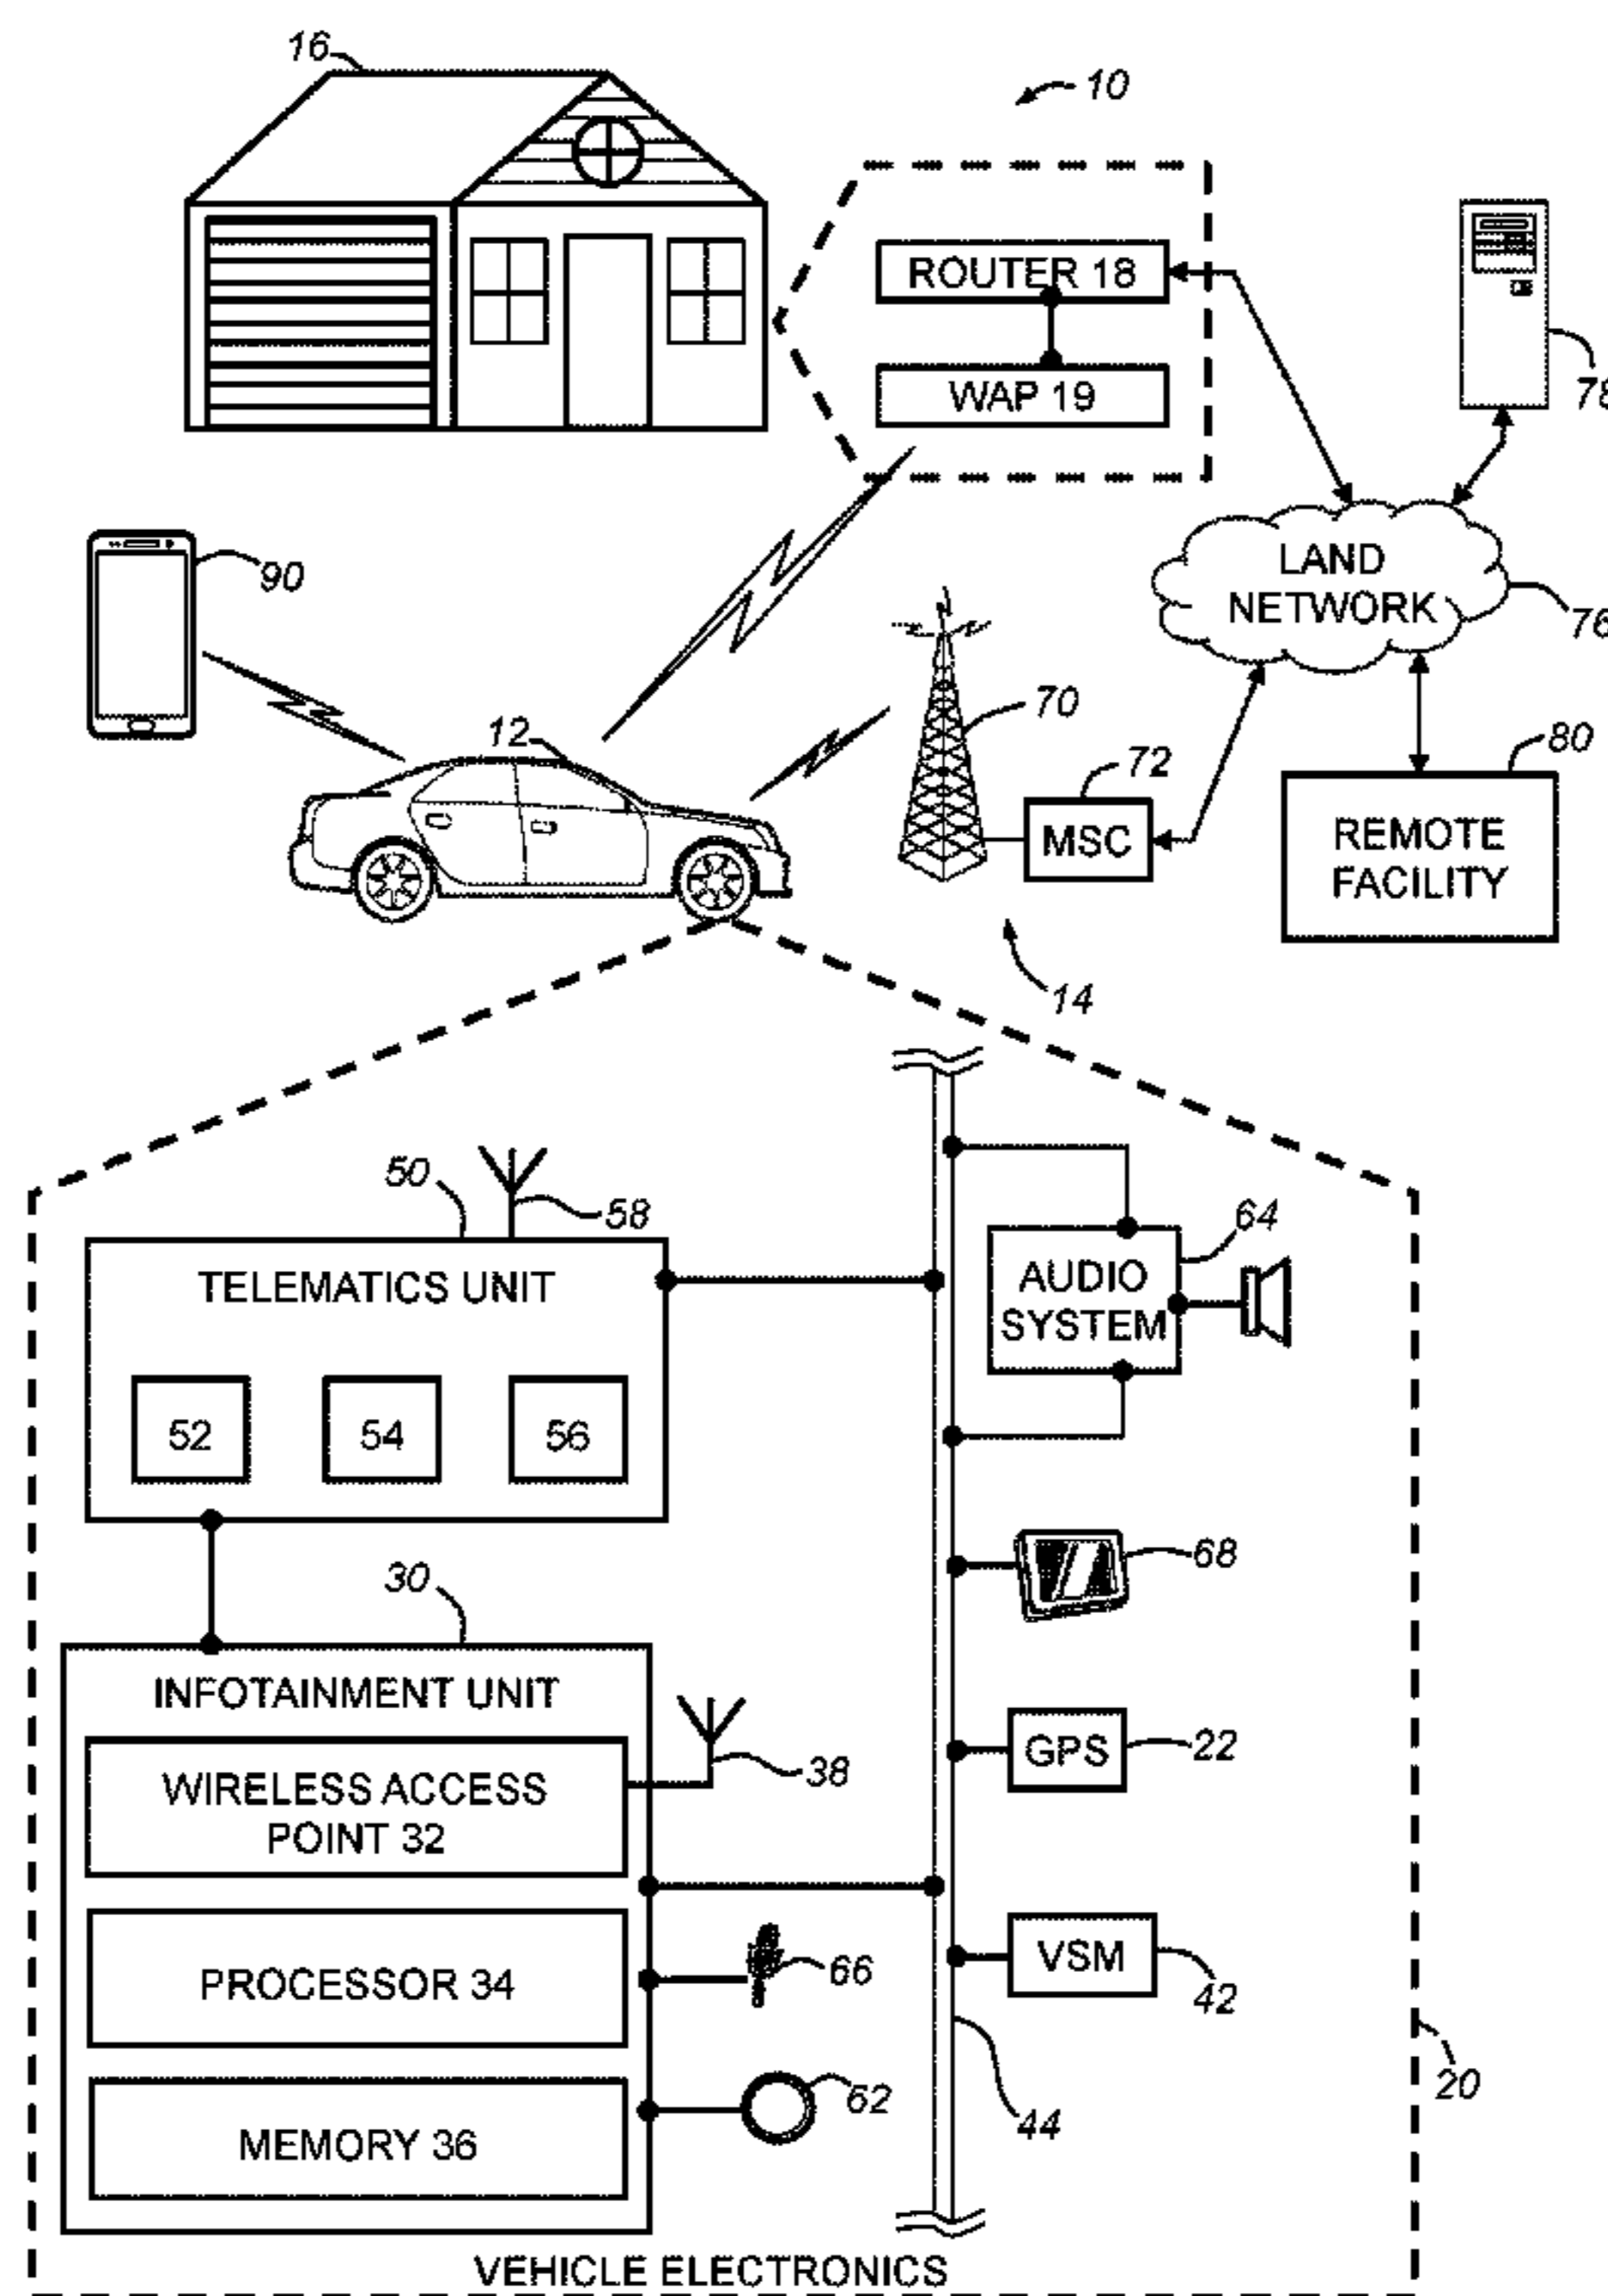 16
10
ROUTER 18
WAP 19
78
90
LAND
NETWORK
76
12
70
72
MSC
80
REMOTE
FACILITY
14
50
58
TELEMATICS UNIT
52 54 56
64
AUDIO
SYSTEM
68
30
INFOTAINMENT UNIT
WIRELESS ACCESS
POINT 32
38
GPS
22
PROCESSOR 34
66
VSM
42
MEMORY 36
62
44
20
VEHICLE ELECTRONICS